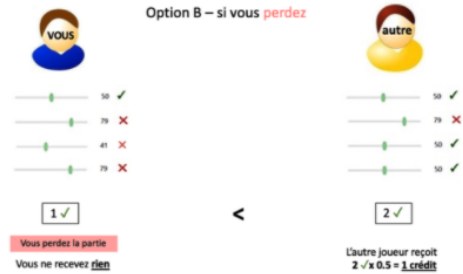 Option B – si vous perdez
vous
autre
50 ✓
79 ✕
41 ✕
79 ✕
50 ✓
79 ✕
50 ✓
50 ✓
1 ✓
<
2 ✓
Vous perdez la partie
Vous ne recevez rien
L'autre joueur reçoit
2 ✓x 0.5 = 1 crédit